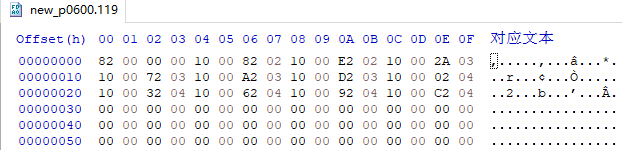 new_p0600.119
Offset(h) 00 01 02 03 04 05 06 07 08 09 0A 0B 0C 0D 0E 0F 对应文本
00000000 82 00 00 10 00 82 02 10 00 E2 02 10 00 2A 03 ‚.....‚...â...*.
00000010 10 00 72 03 10 00 A2 03 10 00 D2 03 10 00 02 04 ..r...¢...Ò.....
00000020 10 00 32 04 10 00 62 04 10 00 92 04 10 00 C2 04 ..2...b...’...Â.
00000030 00 00 00 00 00 00 00 00 00 00 00 00 00 00 00 00 ................
00000040 00 00 00 00 00 00 00 00 00 00 00 00 00 00 00 00 ................
00000050 00 00 00 00 00 00 00 00 00 00 00 00 00 00 00 00 ................